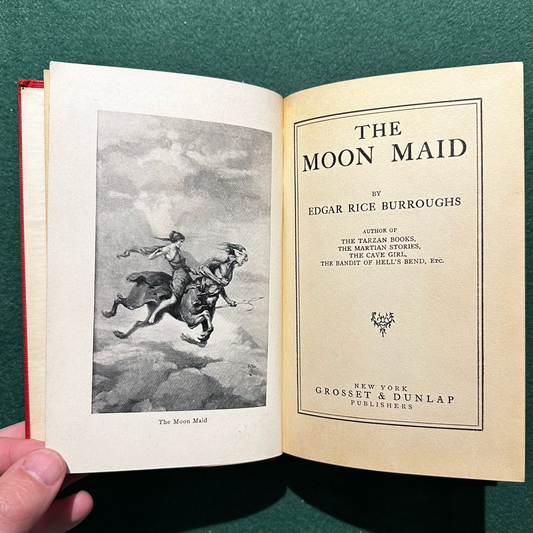 The Moon Maid
THE
MOON MAID
BY
EDGAR RICE BURROUGHS
AUTHOR OF
THE TARZAN BOOKS,
THE MARTIAN STORIES,
THE CAVE GIRL,
THE BANDIT OF HELL'S BEND, ETC.
NEW YORK
GROSSET & DUNLAP
PUBLISHERS